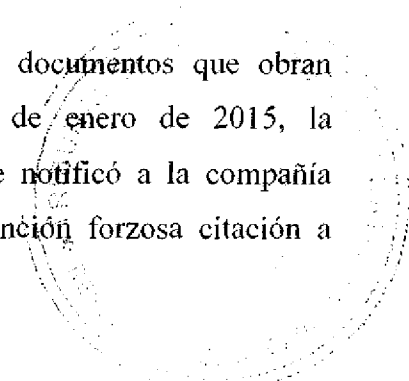 documentos que obran
de enero de 2015, la
notificó a la compañía
forzosa citación a